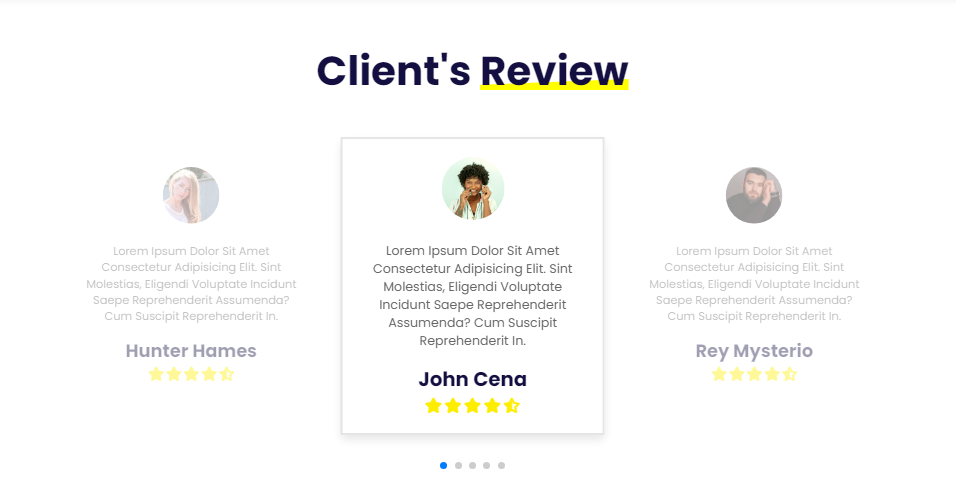 Client's Review
Lorem Ipsum Dolor Sit Amet
Consectetur Adipisicing Elit. Sint
Molestias, Eligendi Voluptate Incidunt
Saepe Reprehenderit Assumenda?
Cum Suscipit Reprehenderit In.
Hunter Hames
Lorem Ipsum Dolor Sit Amet
Consectetur Adipisicing Elit. Sint
Molestias, Eligendi Voluptate
Incidunt Saepe Reprehenderit
Assumenda? Cum Suscipit
Reprehenderit In.
John Cena
Lorem Ipsum Dolor Sit Amet
Consectetur Adipisicing Elit. Sint
Molestias, Eligendi Voluptate Incidunt
Saepe Reprehenderit Assumenda?
Cum Suscipit Reprehenderit In.
Rey Mysterio